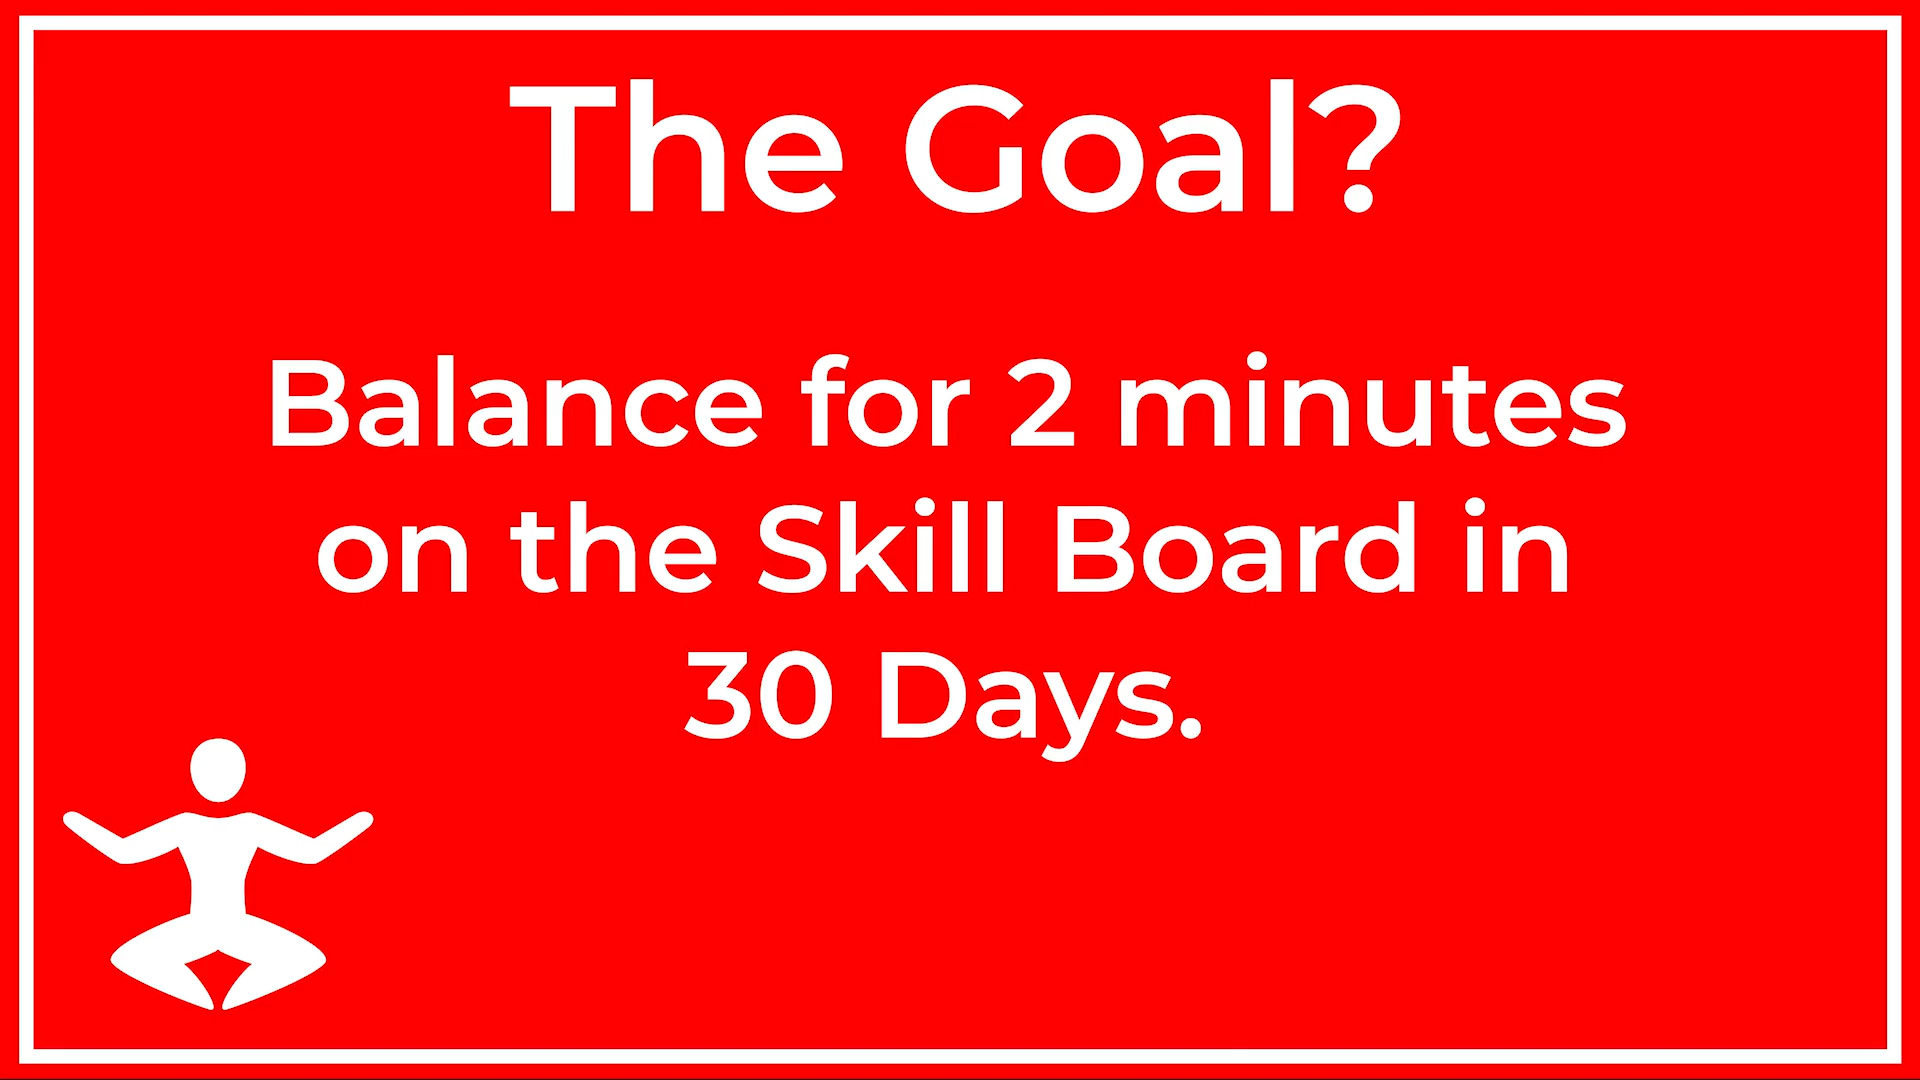 The Goal?
Balance for 2 minutes
on the Skill Board in
30 Days.